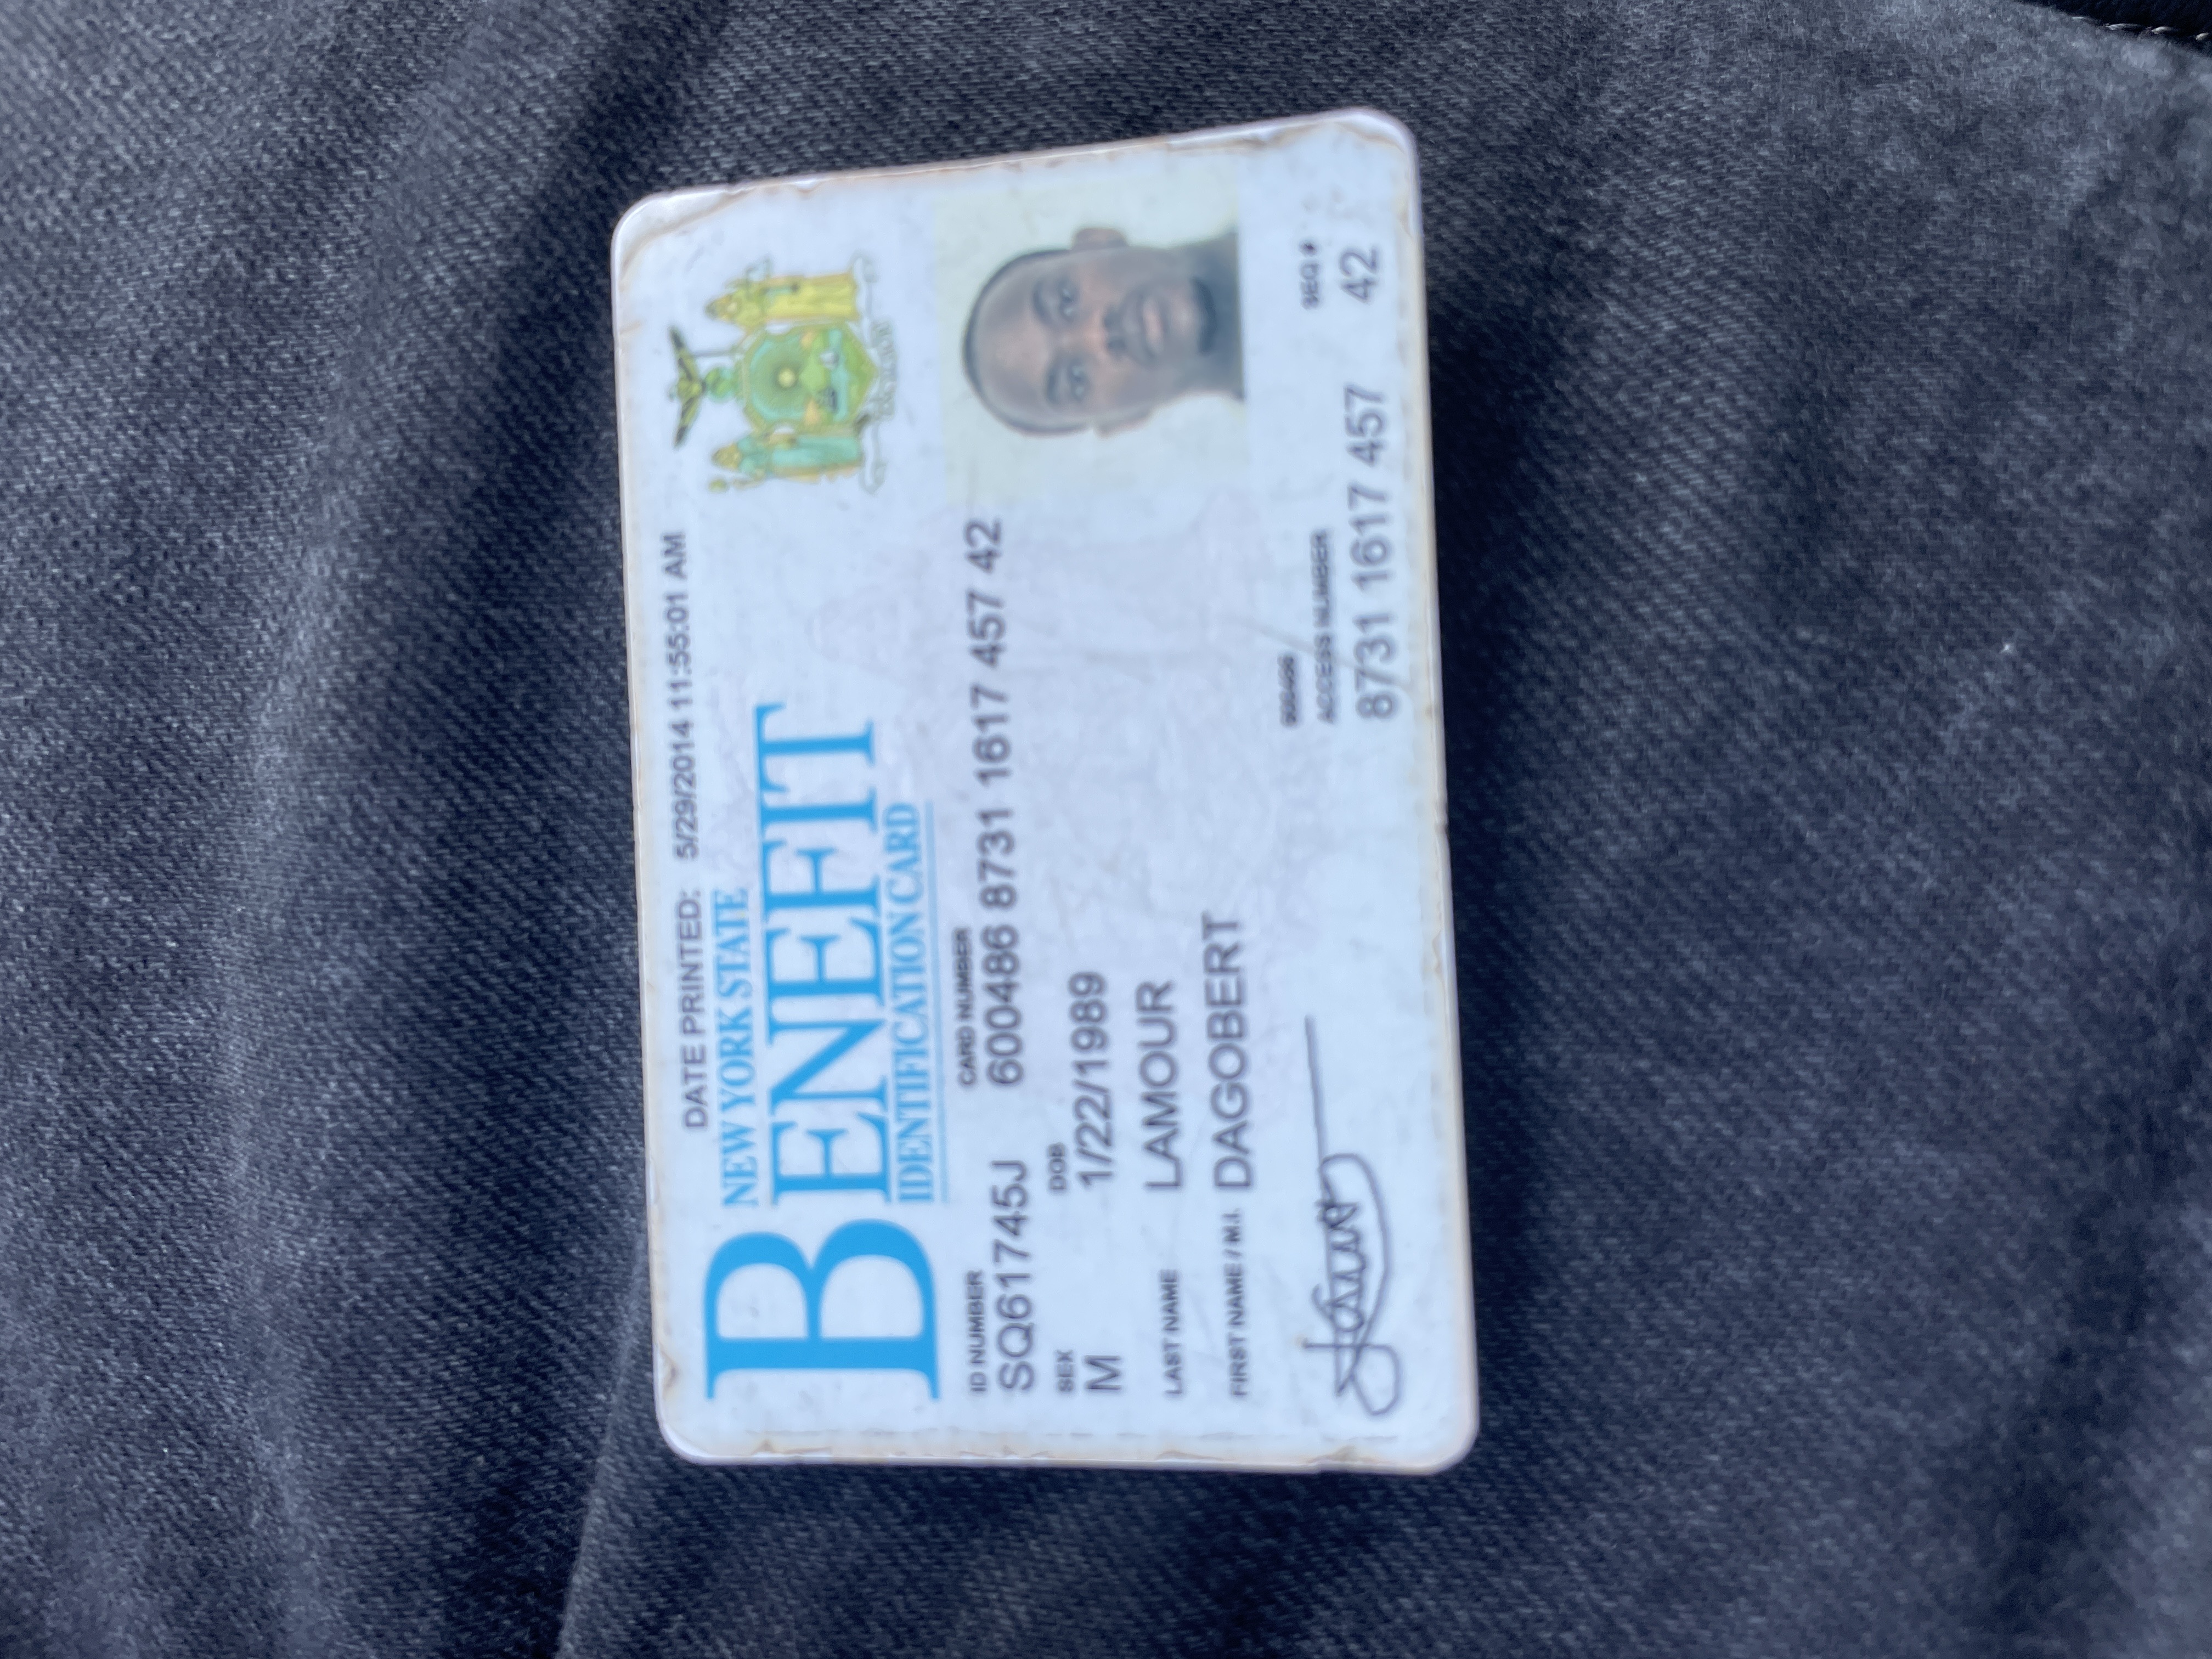 DATE PRINTED: 5/29/2014 11:55:01 AM
NEW YORK STATE
BENEFIT
IDENTIFICATION CARD
ID NUMBER CARD NUMBER
SQ61745J 600486 8731 1617 457 42
SEX DOB
M 1/22/1989
LAST NAME LAMOUR
FIRST NAME / M.I. DAGOBERT
ACCESS NUMBER SEQ #
8731 1617 457 42